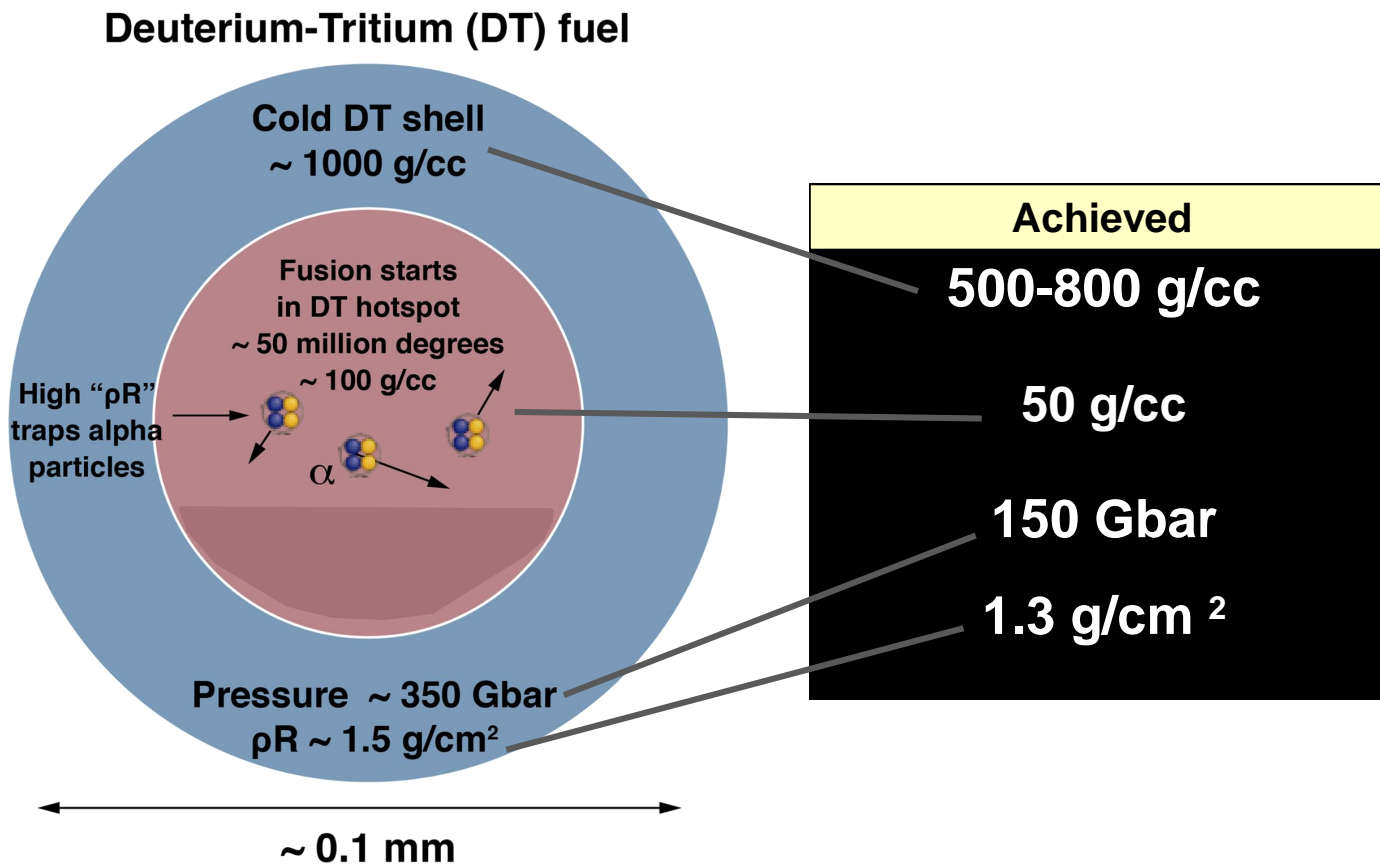 Deuterium-Tritium (DT) fuel
Cold DT shell
~ 1000 g/cc
Fusion starts
in DT hotspot
~ 50 million degrees
~ 100 g/cc
High “ρR”
traps alpha
particles
α
Pressure ~ 350 Gbar
ρR ~ 1.5 g/cm²
~ 0.1 mm
Achieved
500-800 g/cc
50 g/cc
150 Gbar
1.3 g/cm ²